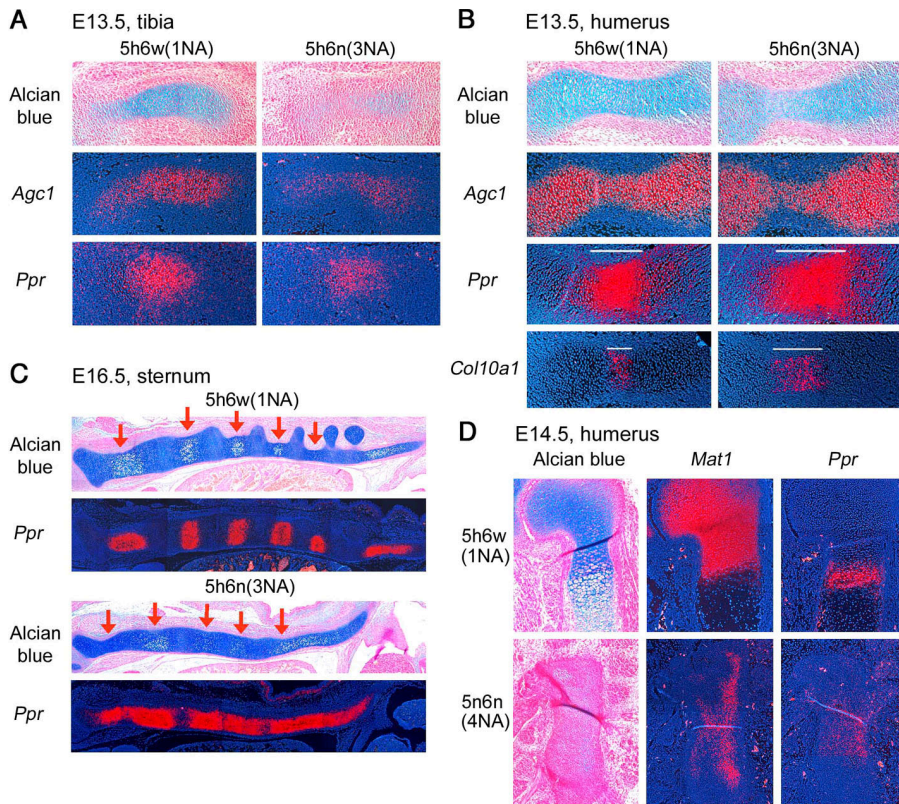 A E13.5, tibia
5h6w(1NA) 5h6n(3NA)
Alcian
blue
Agc1
Ppr
B E13.5, humerus
5h6w(1NA) 5h6n(3NA)
Alcian
blue
Agc1
Ppr
Col10a1
C E16.5, sternum
5h6w(1NA)
Alcian
blue
Ppr
5h6n(3NA)
Alcian
blue
Ppr
D E14.5, humerus
Alcian blue Mat1 Ppr
5h6w
(1NA)
5n6n
(4NA)